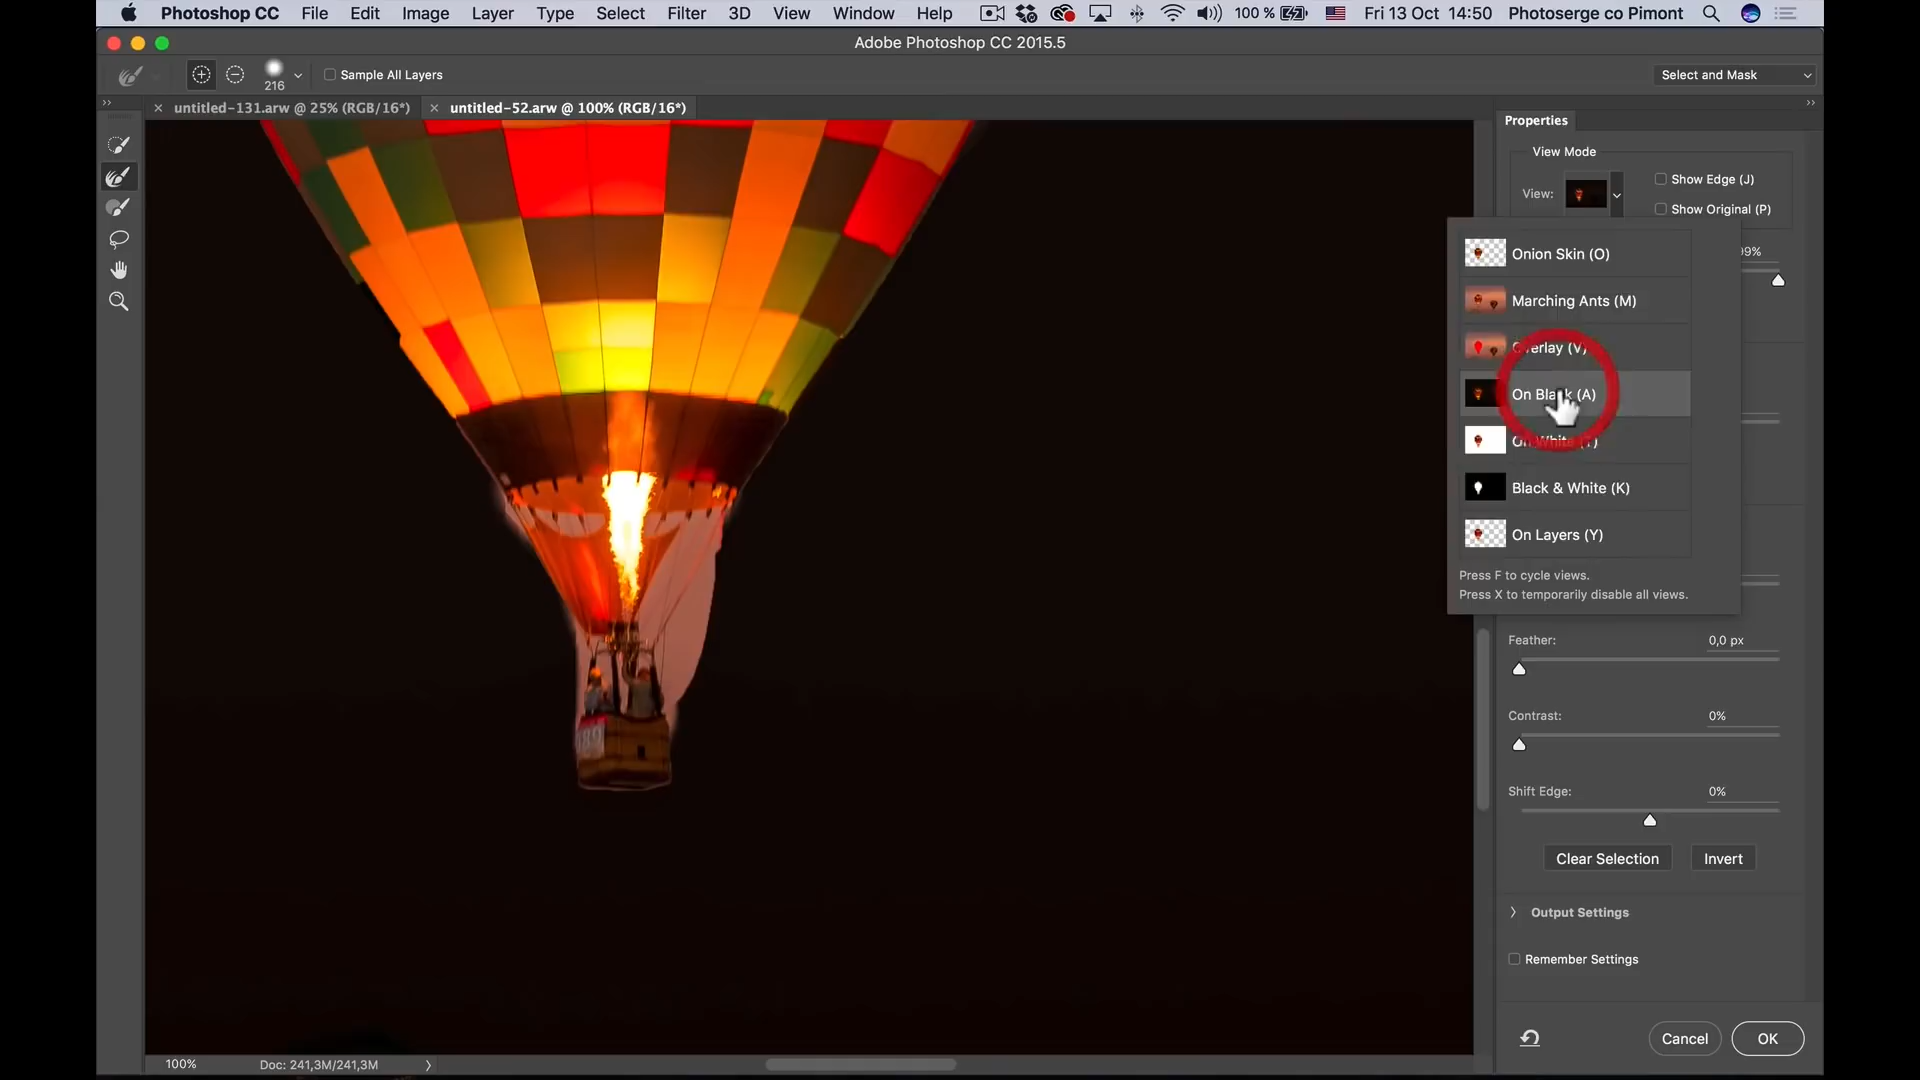 Photoshop CC File Edit Image Layer Type Select Filter 3D View Window Help 100 % Fri 13 Oct 14:50 Photoserge co Pimont
Adobe Photoshop CC 2015.5
216 Sample All Layers Select and Mask
untitled-131.arw @ 25% (RGB/16*) untitled-52.arw @ 100% (RGB/16*)
Properties
View Mode
View: Show Edge (J)
Show Original (P)
99%
Onion Skin (O)
Marching Ants (M)
Overlay (V)
On Black (A)
On White (T)
Black & White (K)
On Layers (Y)
Press F to cycle views.
Press X to temporarily disable all views.
Feather: 0,0 px
Contrast: 0%
Shift Edge: 0%
Clear Selection Invert
Output Settings
Remember Settings
Cancel OK
100% Doc: 241,3M/241,3M